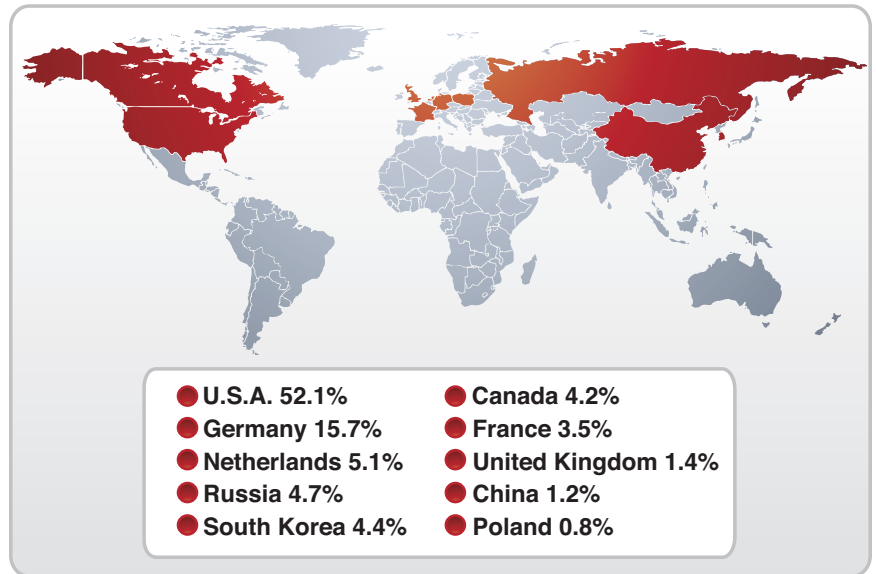 U.S.A. 52.1%
Germany 15.7%
Netherlands 5.1%
Russia 4.7%
South Korea 4.4%
Canada 4.2%
France 3.5%
United Kingdom 1.4%
China 1.2%
Poland 0.8%